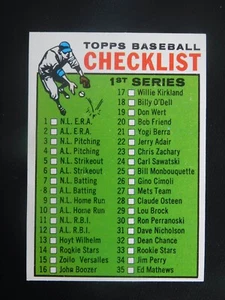 TOPPS BASEBALL
CHECKLIST
1ST SERIES
1 N.L. E.R.A.
2 A.L. E.R.A.
3 N.L. Pitching
4 A.L. Pitching
5 N.L. Strikeout
6 A.L. Strikeout
7 N.L. Batting
8 A.L. Batting
9 N.L. Home Run
10 A.L. Home Run
11 N.L. R.B.I.
12 A.L. R.B.I.
13 Hoyt Wilhelm
14 Rookie Stars
15 Zoilo Versalles
16 John Boozer
17 Willie Kirkland
18 Billy O'Dell
19 Don Wert
20 Bob Friend
21 Yogi Berra
22 Jerry Adair
23 Chris Zachary
24 Carl Sawatski
25 Bill Monbouquette
26 Gino Cimoli
27 Mets Team
28 Claude Osteen
29 Lou Brock
30 Ron Perranoski
31 Dave Nicholson
32 Dean Chance
33 Rookie Stars
34 Jim Perry
35 Ed Mathews